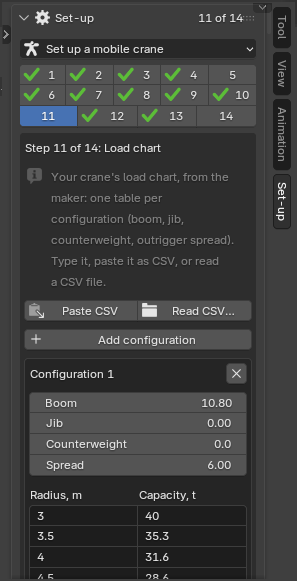 Set-up 11 of 14
Set up a mobile crane
1 2 3 4 5
6 7 8 9 10
11 12 13 14
Step 11 of 14: Load chart
Your crane's load chart, from the
maker: one table per
configuration (boom, jib,
counterweight, outrigger spread).
Type it, paste it as CSV, or read
a CSV file.
Paste CSV Read CSV...
Add configuration
Configuration 1
Boom 10.80
Jib 0.00
Counterweight 0.0
Spread 6.00
Radius, m Capacity, t
3 40
3.5 35.3
4 31.6
4.5 28.6
Tool
View
Animation
Set-up